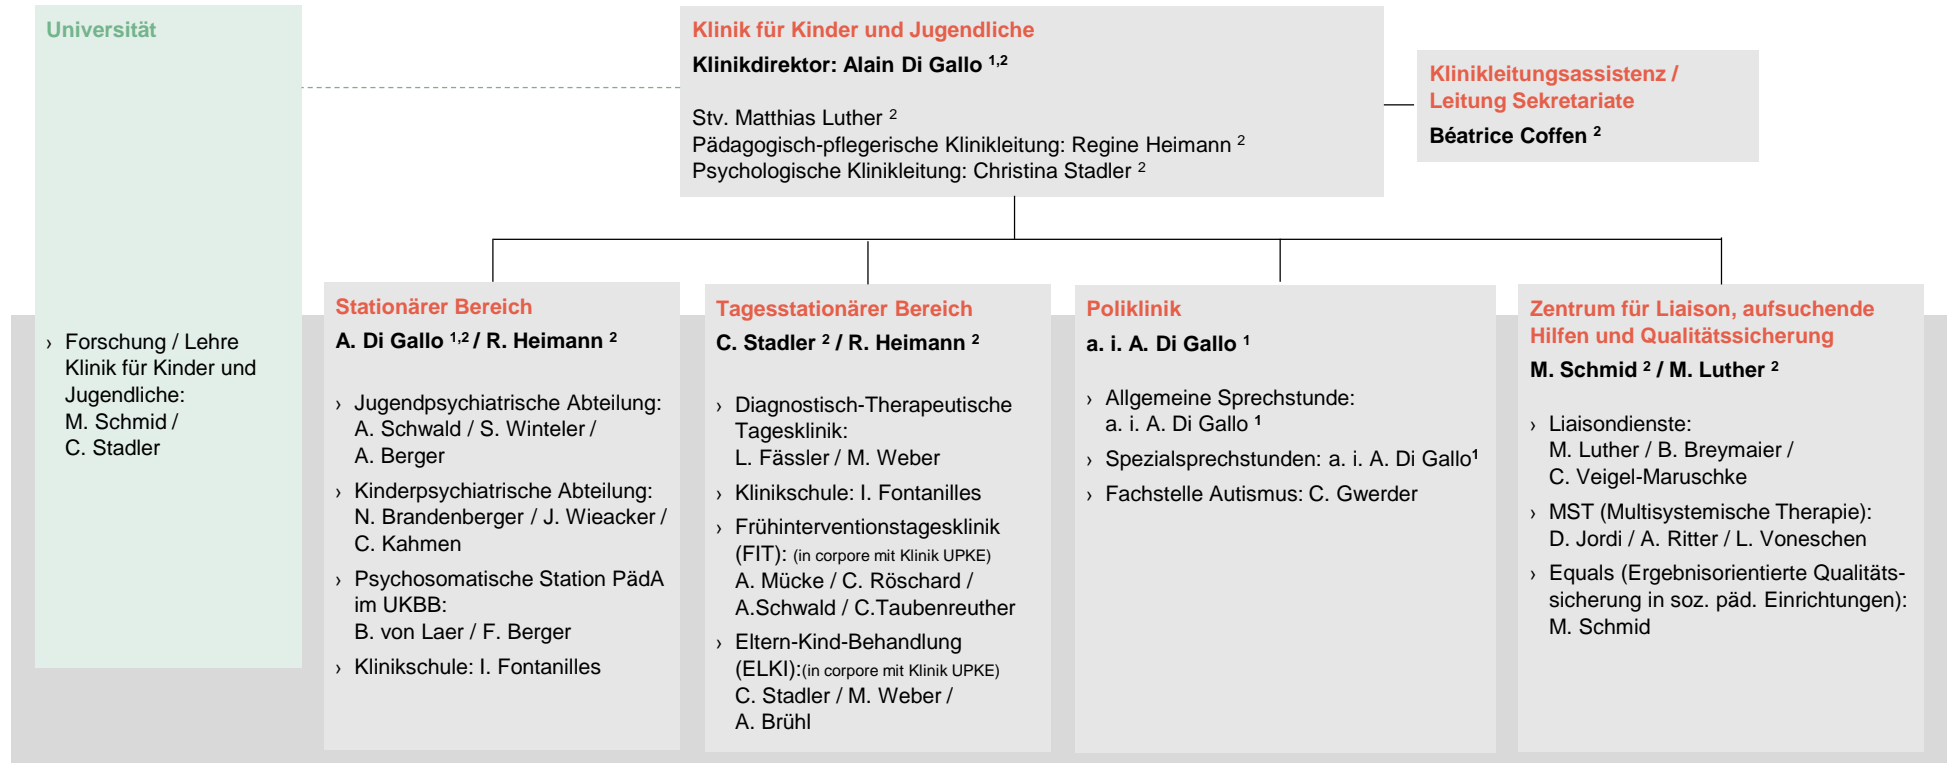 Universität
› Forschung / Lehre
Klinik für Kinder und
Jugendliche:
M. Schmid /
C. Stadler
Klinik für Kinder und Jugendliche
Klinikdirektor: Alain Di Gallo 1,2
Stv. Matthias Luther 2
Pädagogisch-pflegerische Klinikleitung: Regine Heimann 2
Psychologische Klinikleitung: Christina Stadler 2
Klinikleitungsassistenz /
Leitung Sekretariate
Béatrice Coffen 2
Stationärer Bereich
A. Di Gallo 1,2 / R. Heimann 2
› Jugendpsychiatrische Abteilung:
A. Schwald / S. Winteler /
A. Berger
› Kinderpsychiatrische Abteilung:
N. Brandenberger / J. Wieacker /
C. Kahmen
› Psychosomatische Station PädA
im UKBB:
B. von Laer / F. Berger
› Klinikschule: I. Fontanilles
Tagesstationärer Bereich
C. Stadler 2 / R. Heimann 2
› Diagnostisch-Therapeutische
Tagesklinik:
L. Fässler / M. Weber
› Klinikschule: I. Fontanilles
› Frühinterventionstagesklinik
(FIT): (in corpore mit Klinik UPKE)
A. Mücke / C. Röschard /
A.Schwald / C.Taubenreuther
› Eltern-Kind-Behandlung
(ELKI):(in corpore mit Klinik UPKE)
C. Stadler / M. Weber /
A. Brühl
Poliklinik
a. i. A. Di Gallo 1
› Allgemeine Sprechstunde:
a. i. A. Di Gallo 1
› Spezialsprechstunden: a. i. A. Di Gallo1
› Fachstelle Autismus: C. Gwerder
Zentrum für Liaison, aufsuchende
Hilfen und Qualitätssicherung
M. Schmid 2 / M. Luther 2
› Liaisondienste:
M. Luther / B. Breymaier /
C. Veigel-Maruschke
› MST (Multisystemische Therapie):
D. Jordi / A. Ritter / L. Voneschen
› Equals (Ergebnisorientierte Qualitäts-
sicherung in soz. päd. Einrichtungen):
M. Schmid